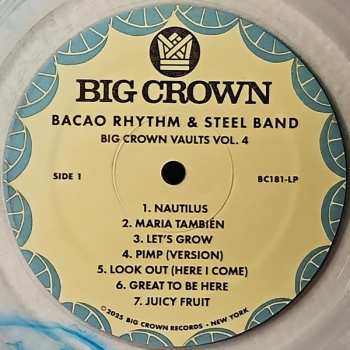 BIG CROWN
BACAO RHYTHM & STEEL BAND
BIG CROWN VAULTS VOL. 4
SIDE 1
BC181-LP
1. NAUTILUS
2. MARIA TAMBIÉN
3. LET'S GROW
4. PIMP (VERSION)
5. LOOK OUT (HERE I COME)
6. GREAT TO BE HERE
7. JUICY FRUIT
©2025 BIG CROWN RECORDS · NEW YORK